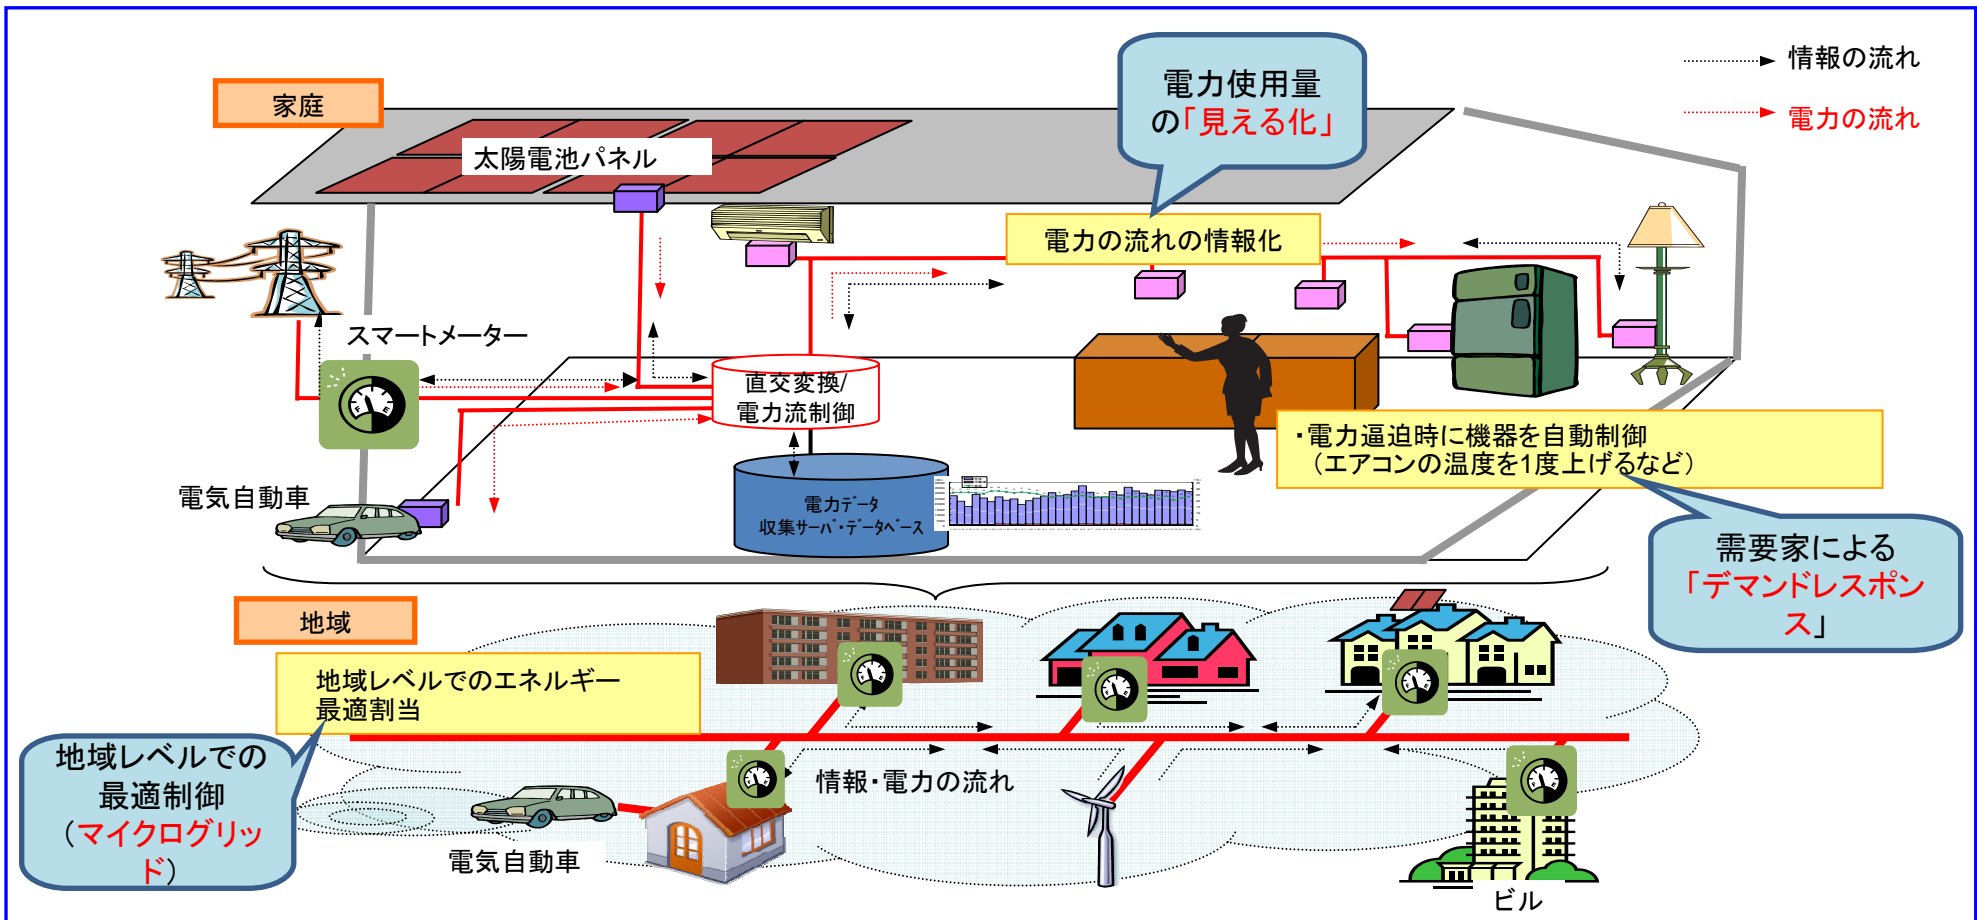 情報の流れ
電力の流れ
家庭
電力使用量
の「見える化」
太陽電池パネル
電力の流れの情報化
スマートメーター
直交変換/
電力流制御
・電力逼迫時に機器を自動制御
（エアコンの温度を1度上げるなど）
電気自動車
電力ﾃﾞｰﾀ
収集ｻｰﾊﾞ・ﾃﾞｰﾀﾍﾞｰｽ
需要家による
「デマンドレスポン
ス」
地域
地域レベルでのエネルギー
最適割当
地域レベルでの
最適制御
（マイクログリッ
ド）
情報・電力の流れ
電気自動車
ビル